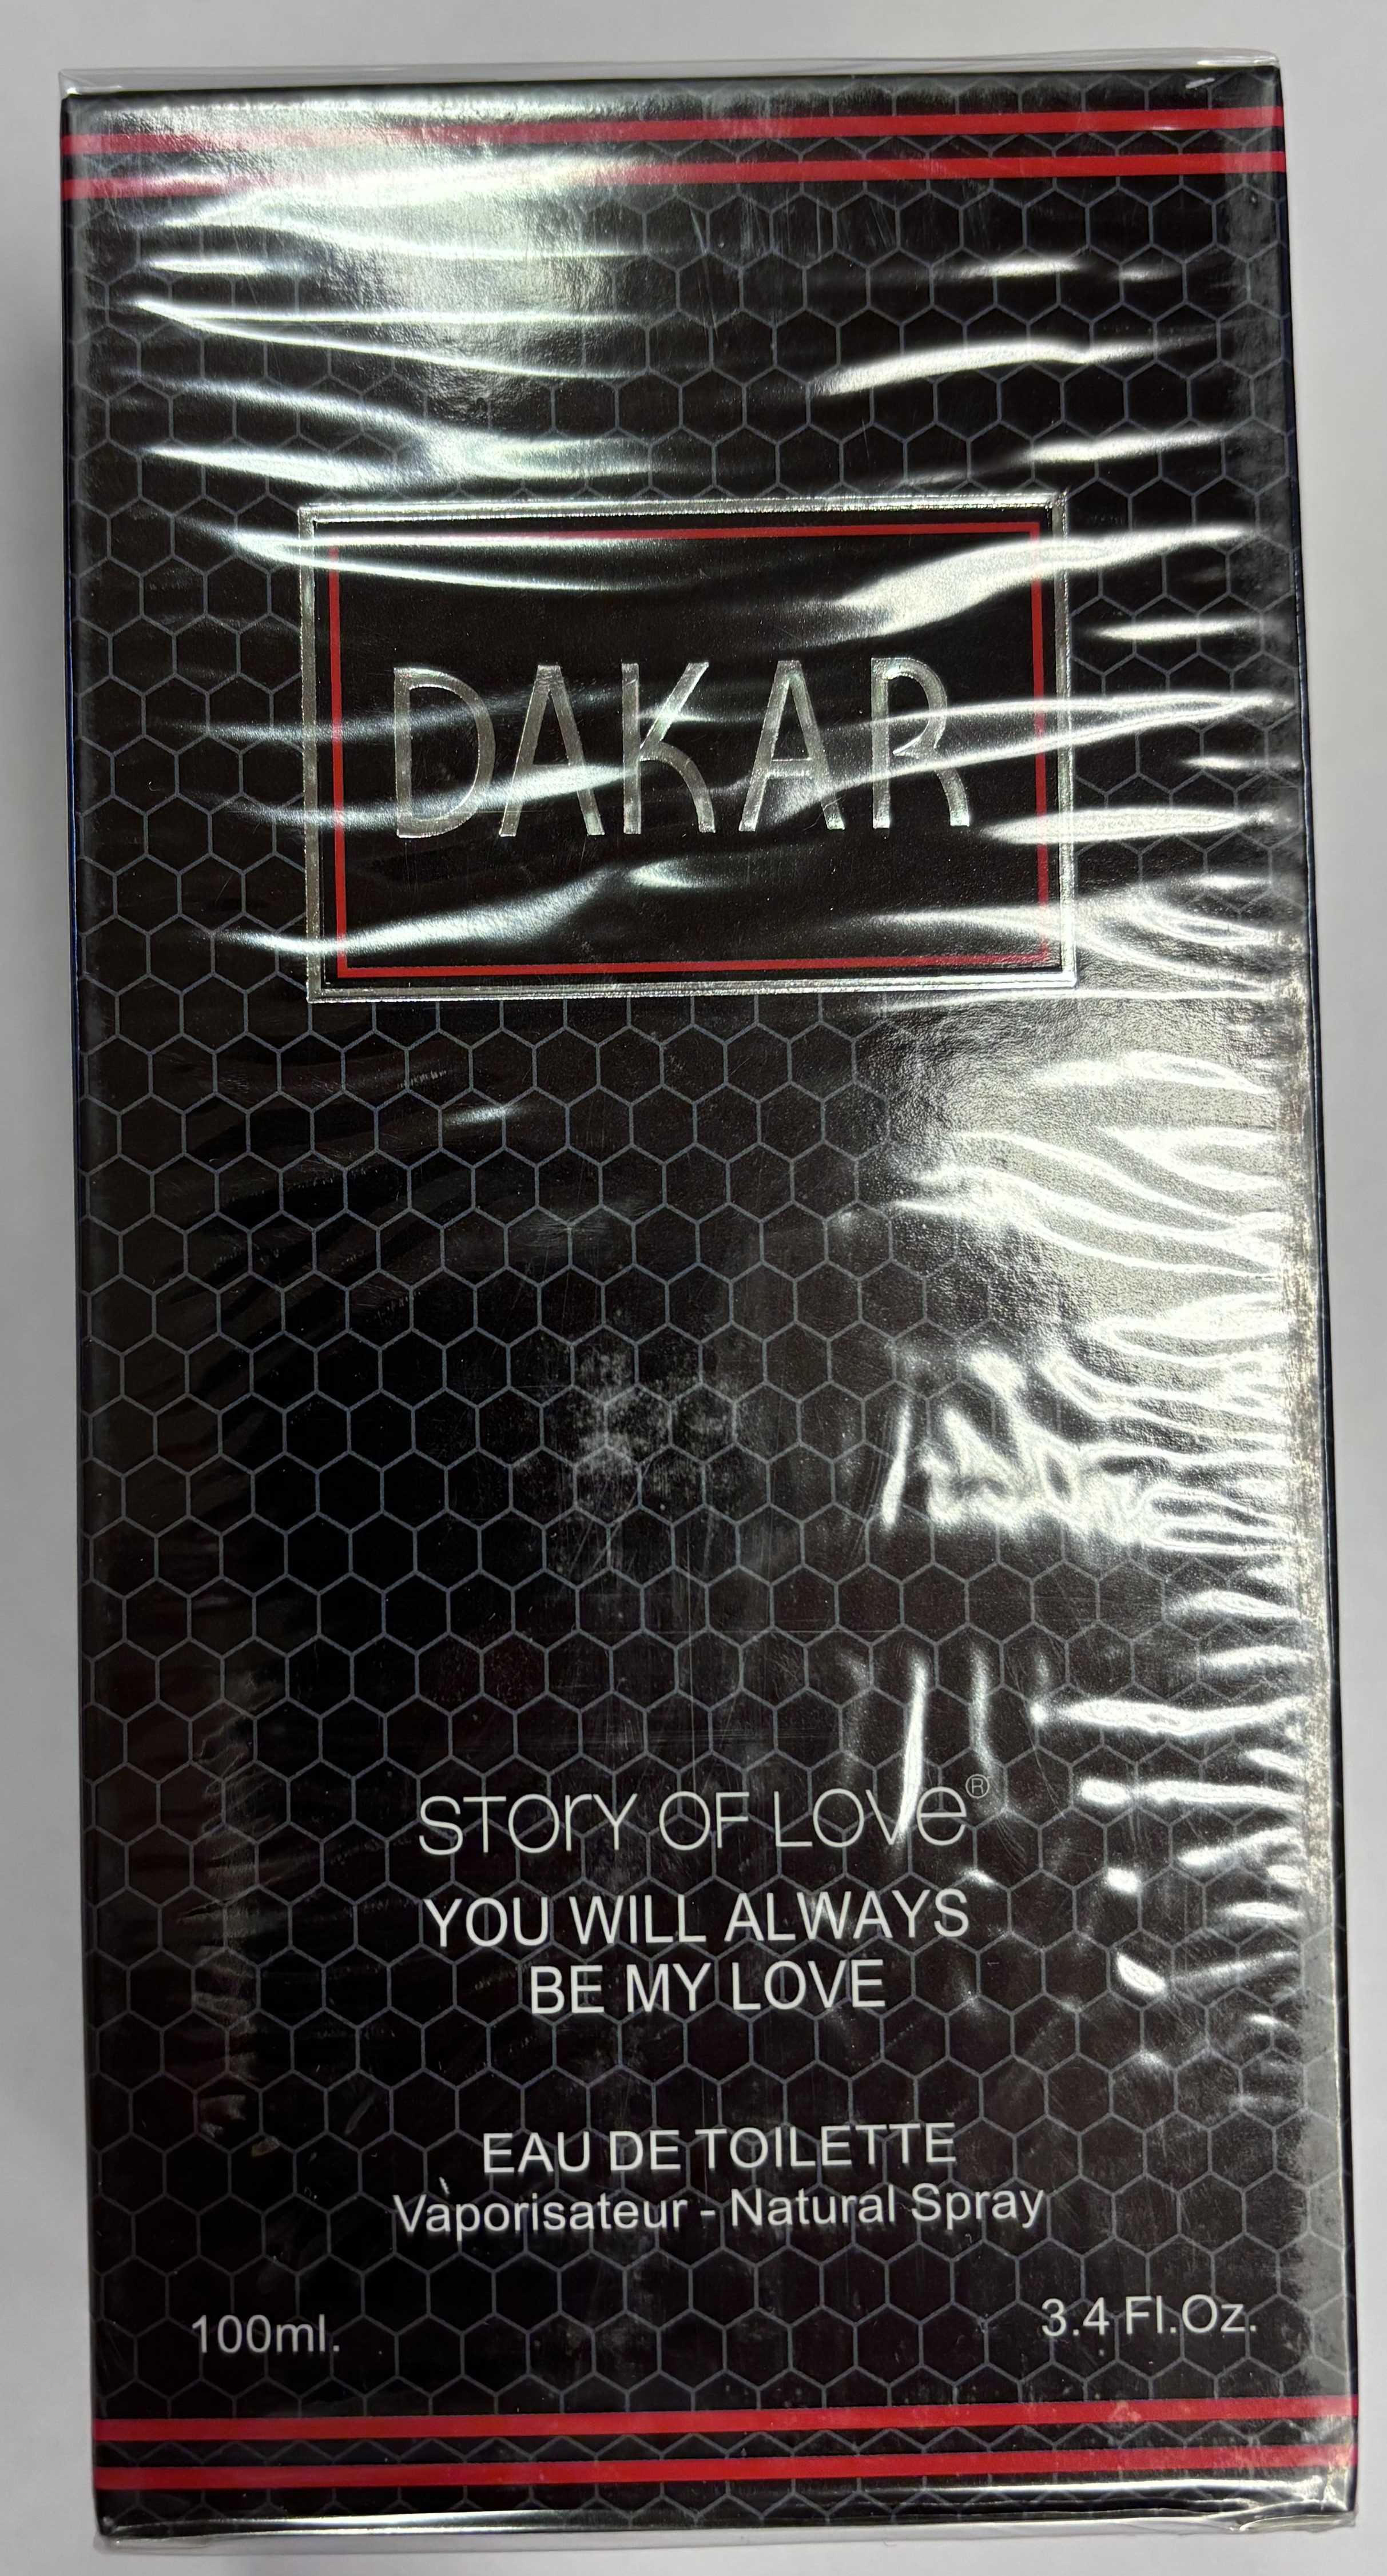 DAKAR
STORY OF LOVE®
YOU WILL ALWAYS
BE MY LOVE
EAU DE TOILETTE
Vaporisateur - Natural Spray
100ml. 3.4 Fl.Oz.